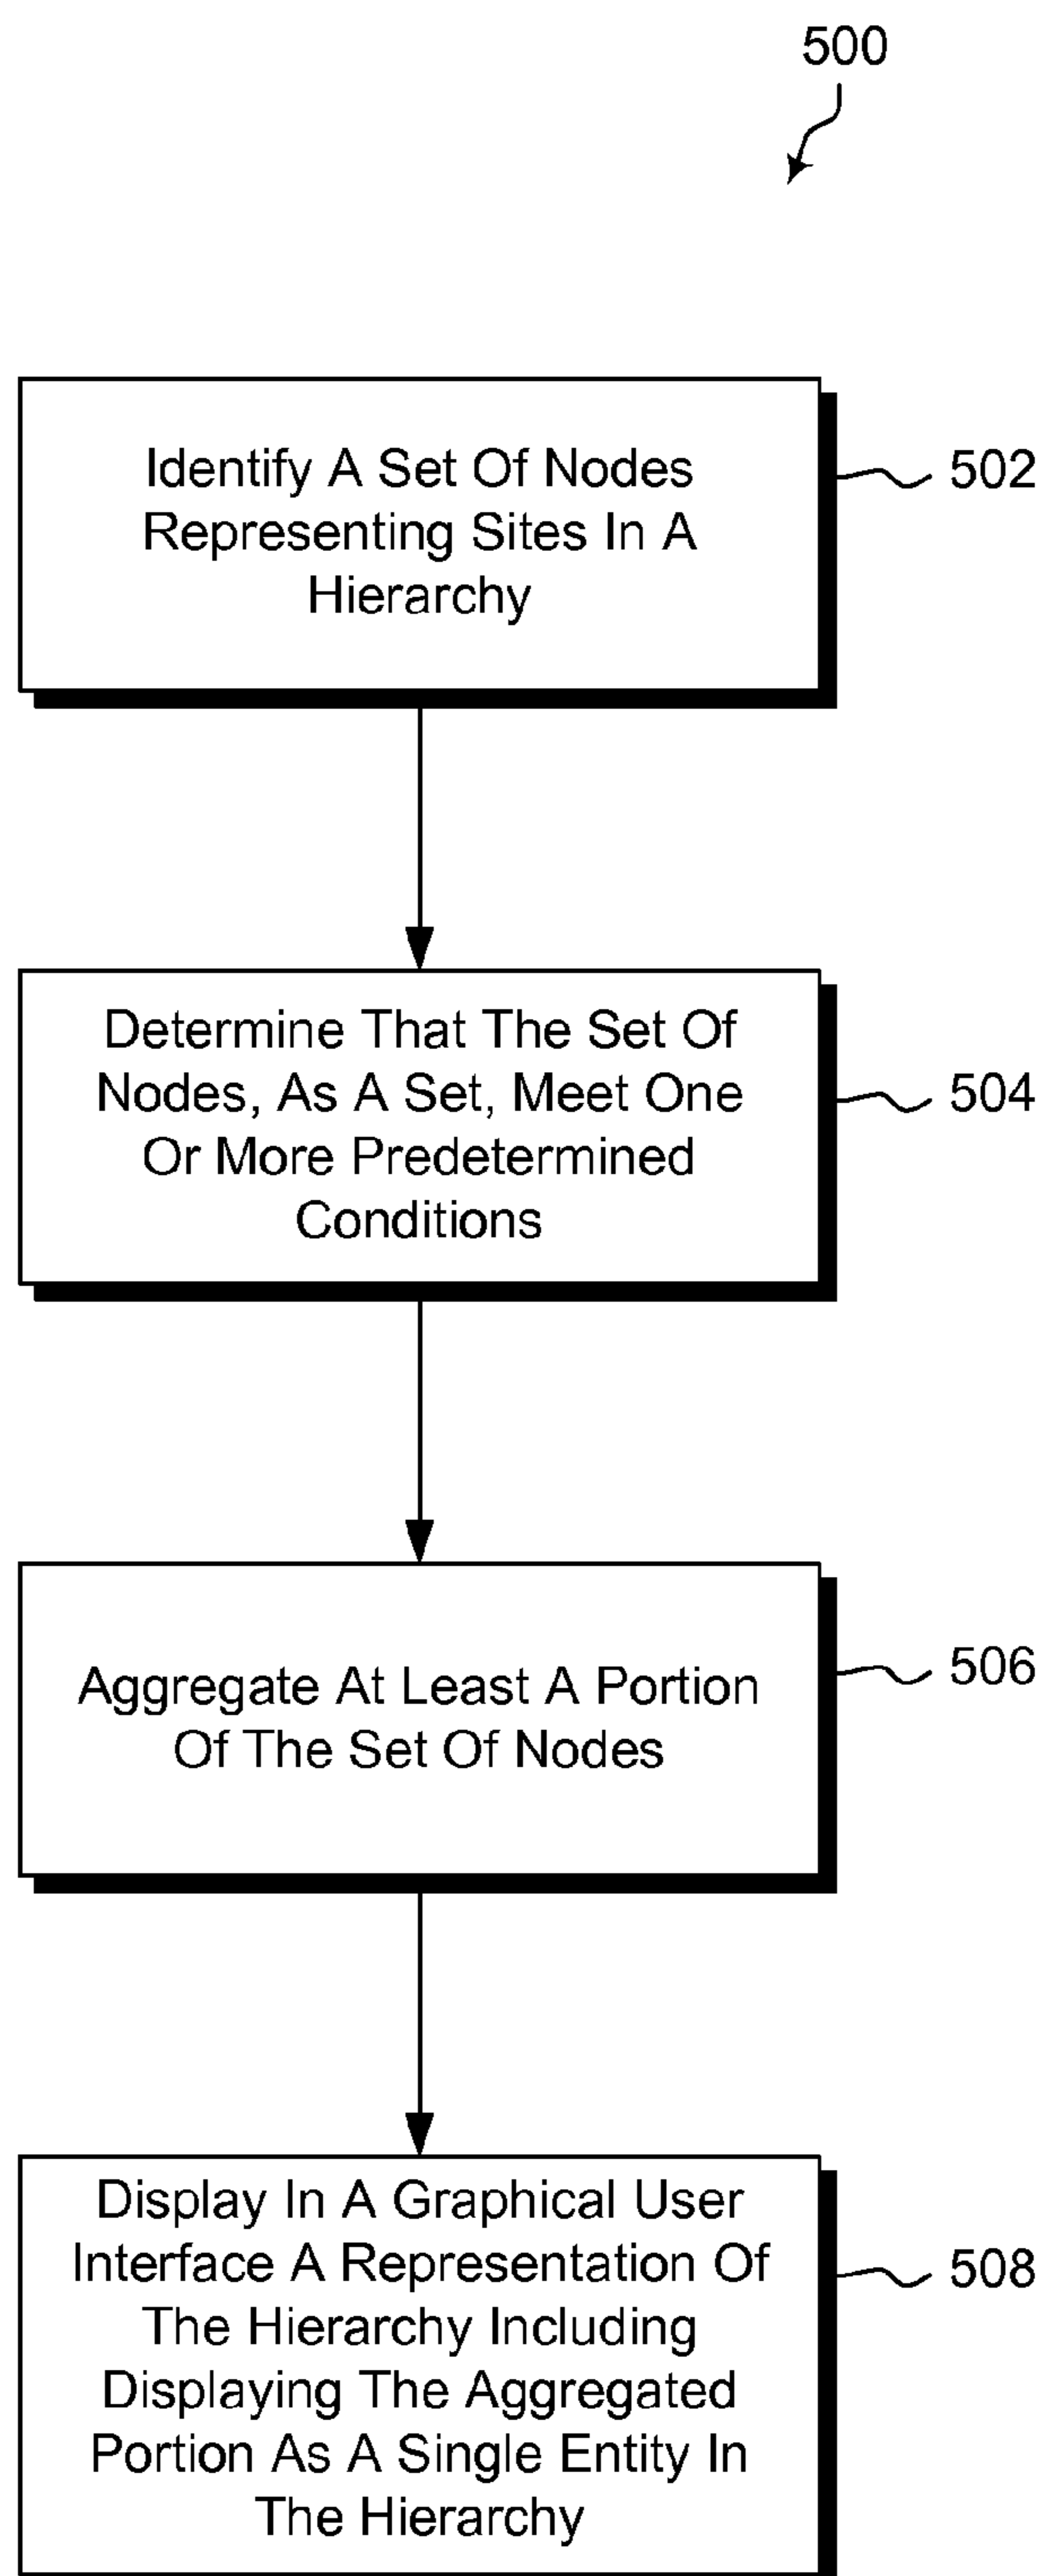 500
Identify A Set Of Nodes
Representing Sites In A
Hierarchy
502
Determine That The Set Of
Nodes, As A Set, Meet One
Or More Predetermined
Conditions
504
Aggregate At Least A Portion
Of The Set Of Nodes
506
Display In A Graphical User
Interface A Representation Of
The Hierarchy Including
Displaying The Aggregated
Portion As A Single Entity In
The Hierarchy
508